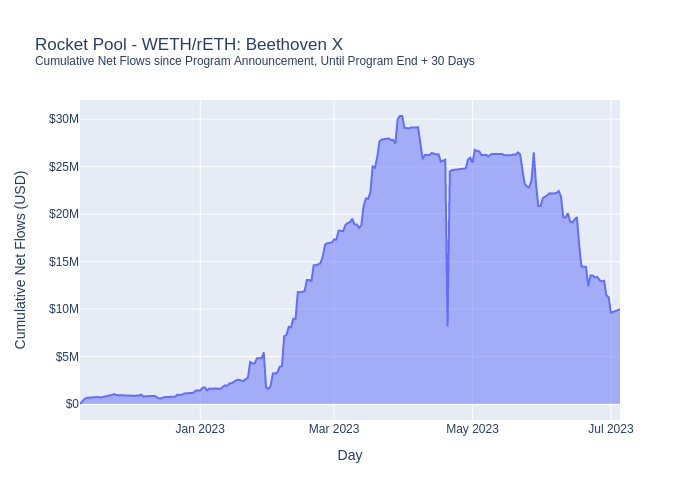 Rocket Pool - WETH/rETH: Beethoven X
Cumulative Net Flows since Program Announcement, Until Program End + 30 Days
Cumulative Net Flows (USD)
$30M
$25M
$20M
$15M
$10M
$5M
$0
Jan 2023
Mar 2023
May 2023
Jul 2023
Day